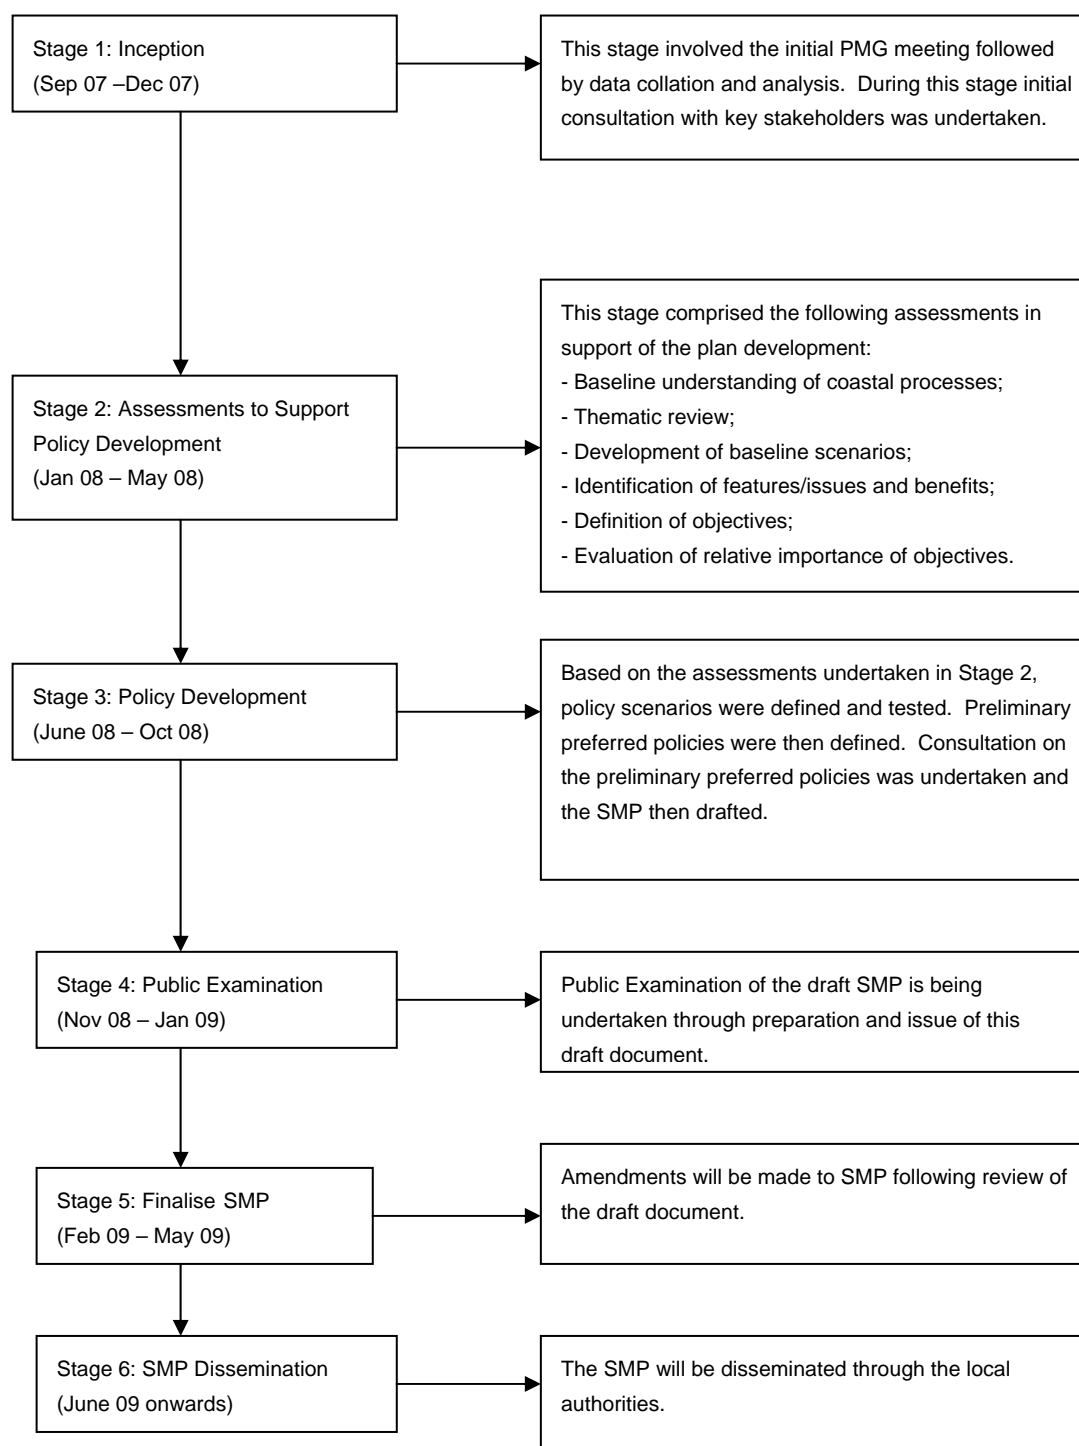 Stage 1: Inception
(Sep 07 –Dec 07)
This stage involved the initial PMG meeting followed
by data collation and analysis.  During this stage initial
consultation with key stakeholders was undertaken.
Stage 2: Assessments to Support
Policy Development
(Jan 08 – May 08)
This stage comprised the following assessments in
support of the plan development:
- Baseline understanding of coastal processes;
- Thematic review;
- Development of baseline scenarios;
- Identification of features/issues and benefits;
- Definition of objectives;
- Evaluation of relative importance of objectives.
Stage 3: Policy Development
(June 08 – Oct 08)
Based on the assessments undertaken in Stage 2,
policy scenarios were defined and tested.  Preliminary
preferred policies were then defined.  Consultation on
the preliminary preferred policies was undertaken and
the SMP then drafted.
Stage 4: Public Examination
(Nov 08 – Jan 09)
Public Examination of the draft SMP is being
undertaken through preparation and issue of this
draft document.
Stage 5: Finalise SMP
(Feb 09 – May 09)
Amendments will be made to SMP following review of
the draft document.
Stage 6: SMP Dissemination
(June 09 onwards)
The SMP will be disseminated through the local
authorities.